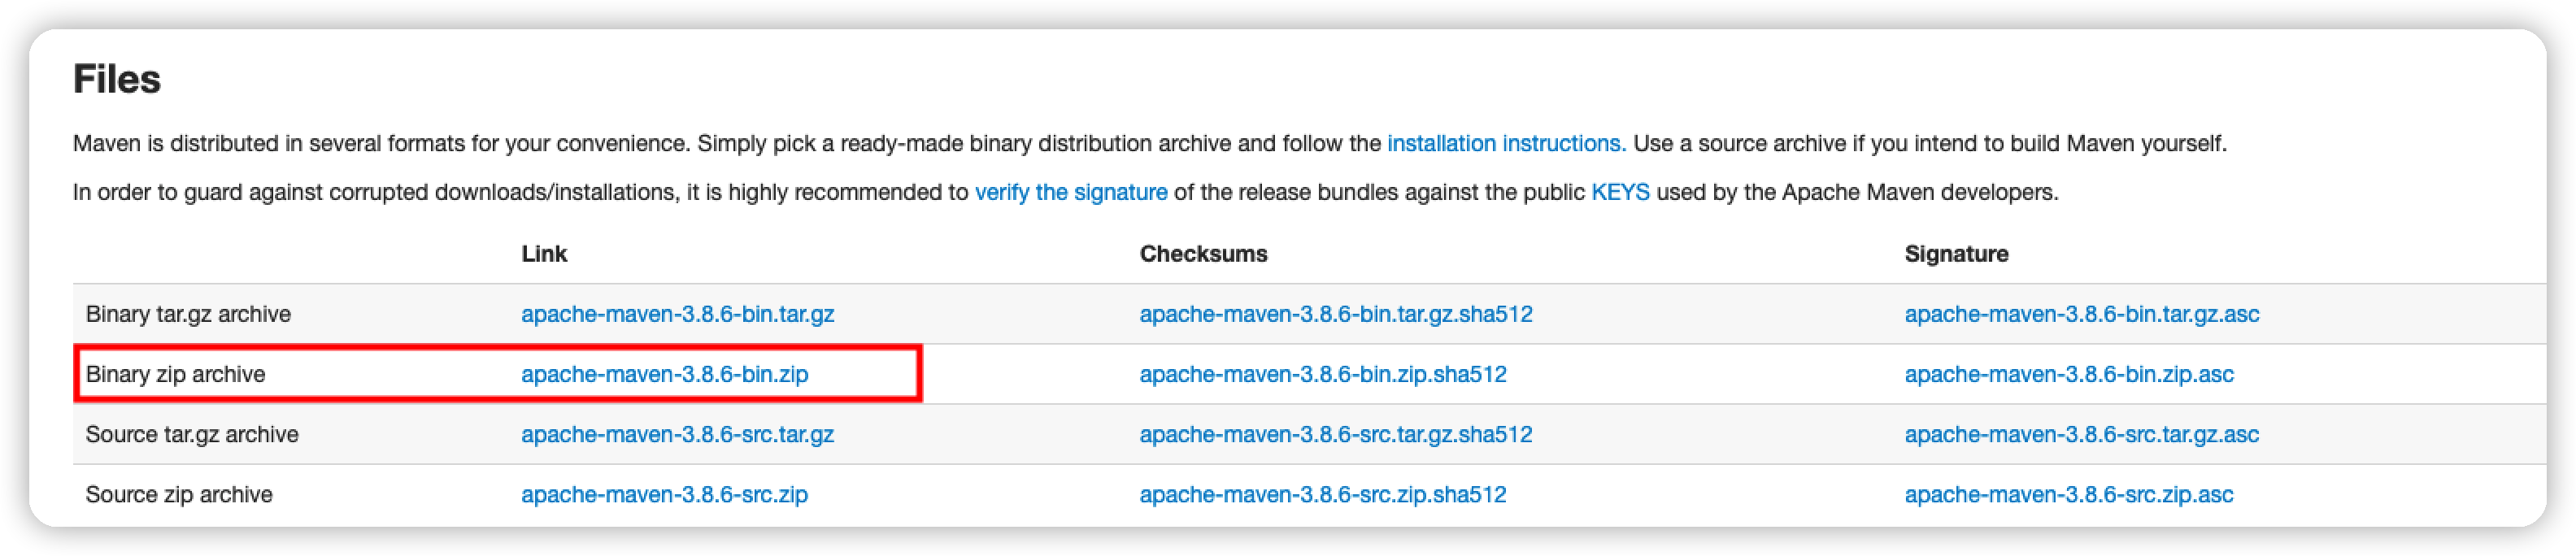 Files
Maven is distributed in several formats for your convenience. Simply pick a ready-made binary distribution archive and follow the installation instructions. Use a source archive if you intend to build Maven yourself.
In order to guard against corrupted downloads/installations, it is highly recommended to verify the signature of the release bundles against the public KEYS used by the Apache Maven developers.
Link Checksums Signature
Binary tar.gz archive apache-maven-3.8.6-bin.tar.gz apache-maven-3.8.6-bin.tar.gz.sha512 apache-maven-3.8.6-bin.tar.gz.asc
Binary zip archive apache-maven-3.8.6-bin.zip apache-maven-3.8.6-bin.zip.sha512 apache-maven-3.8.6-bin.zip.asc
Source tar.gz archive apache-maven-3.8.6-src.tar.gz apache-maven-3.8.6-src.tar.gz.sha512 apache-maven-3.8.6-src.tar.gz.asc
Source zip archive apache-maven-3.8.6-src.zip apache-maven-3.8.6-src.zip.sha512 apache-maven-3.8.6-src.zip.asc